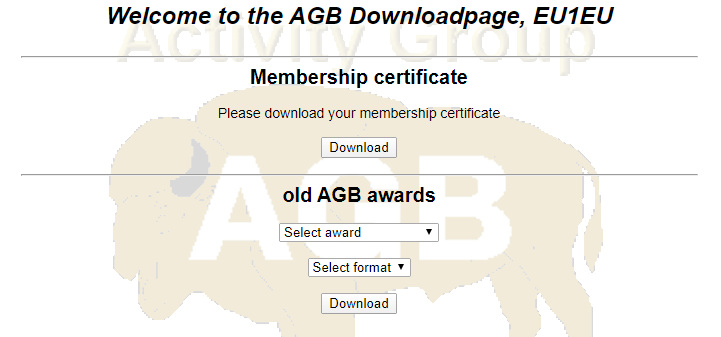 Welcome to the AGB Downloadpage, EU1EU
Activity Group
Membership certificate
Please download your membership certificate
Download
AGB
old AGB awards
Select award
Select format
Download